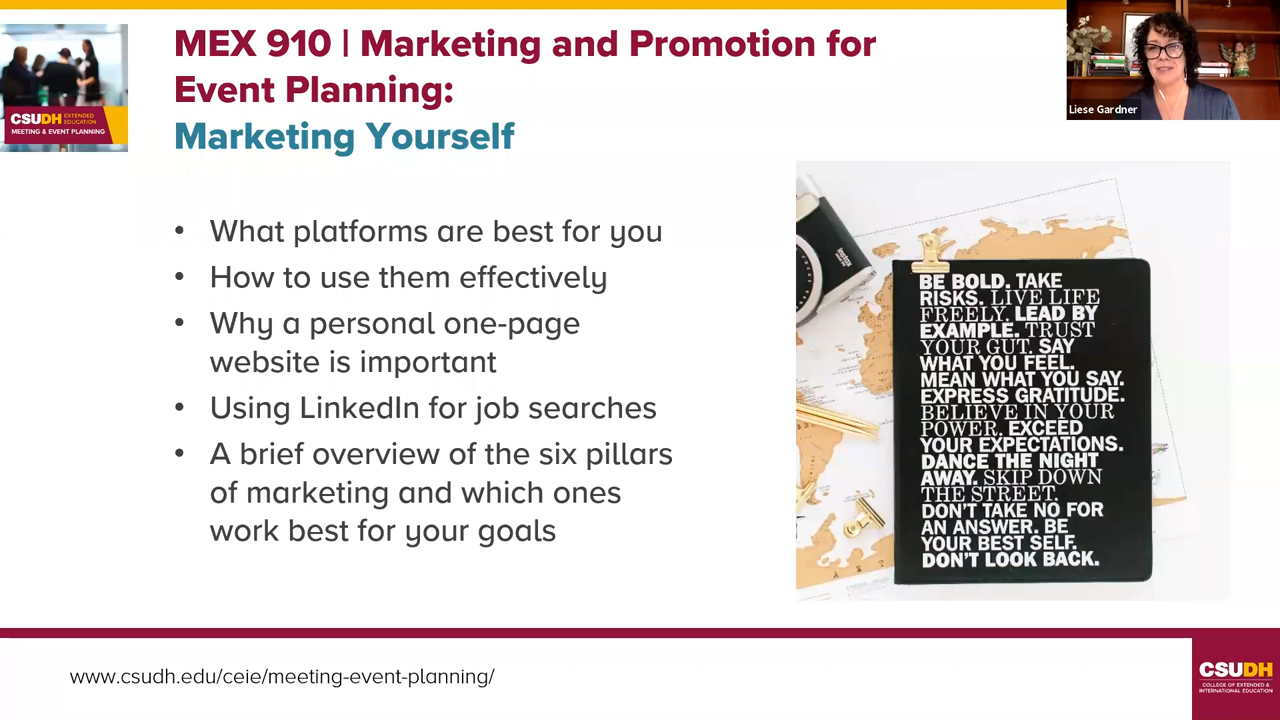 MEX 910 | Marketing and Promotion for
Event Planning:
Marketing Yourself
CSUDH EXTENDED
EDUCATION
MEETING & EVENT PLANNING
Liese Gardner
• What platforms are best for you
• How to use them effectively
• Why a personal one-page
website is important
• Using LinkedIn for job searches
• A brief overview of the six pillars
of marketing and which ones
work best for your goals
instax
BE BOLD. TAKE
RISKS. LIVE LIFE
FREELY. LEAD BY
EXAMPLE. TRUST
YOUR GUT. SAY
WHAT YOU FEEL.
MEAN WHAT YOU SAY.
EXPRESS GRATITUDE.
BELIEVE IN YOUR
POWER. EXCEED
YOUR EXPECTATIONS.
DANCE THE NIGHT
AWAY. SKIP DOWN
THE STREET.
DON'T TAKE NO FOR
AN ANSWER. BE
YOUR BEST SELF.
DON'T LOOK BACK.
www.csudh.edu/ceie/meeting-event-planning/
CSUDH
COLLEGE OF EXTENDED &
INTERNATIONAL EDUCATION